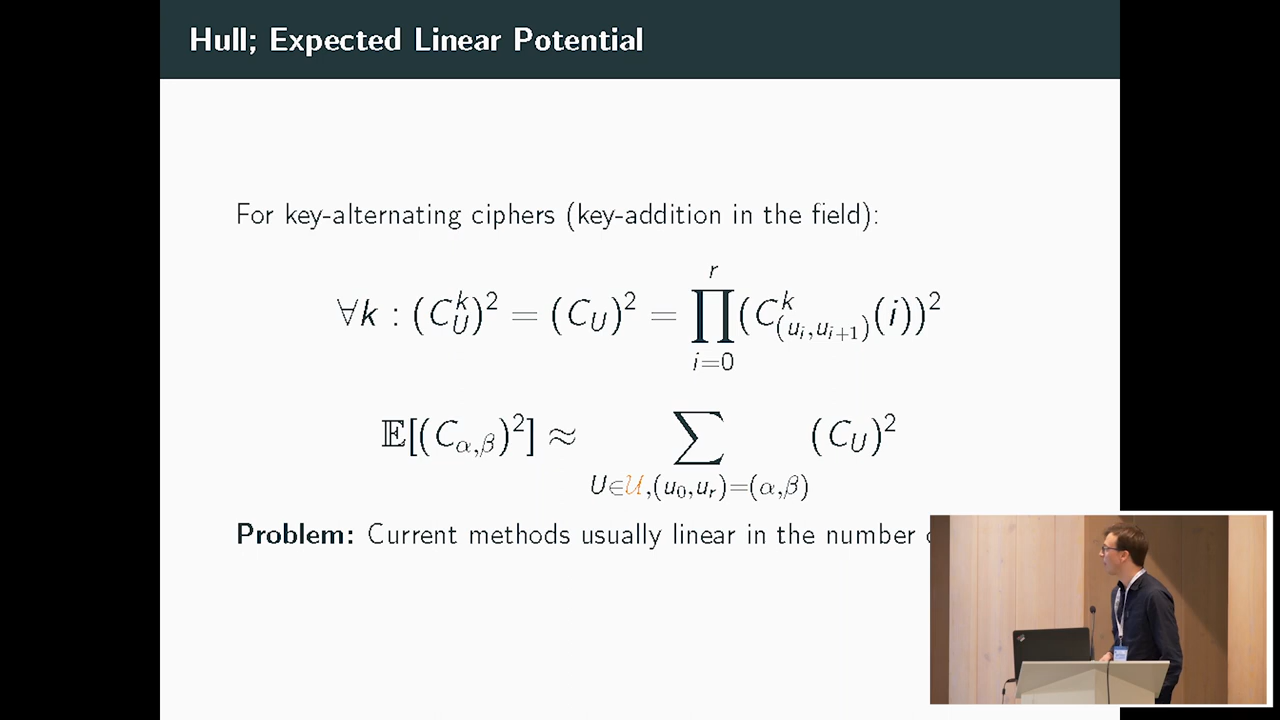 Hull; Expected Linear Potential
For key-alternating ciphers (key-addition in the field):
∀k : (C_U^k)^2 = (C_U)^2 = ∏_{i=0}^{r} (C^k_{(u_i,u_{i+1})}(i))^2
𝔼[(C_{α,β})^2] ≈ ∑_{U∈𝒰,(u_0,u_r)=(α,β)} (C_U)^2
Problem: Current methods usually linear in the number